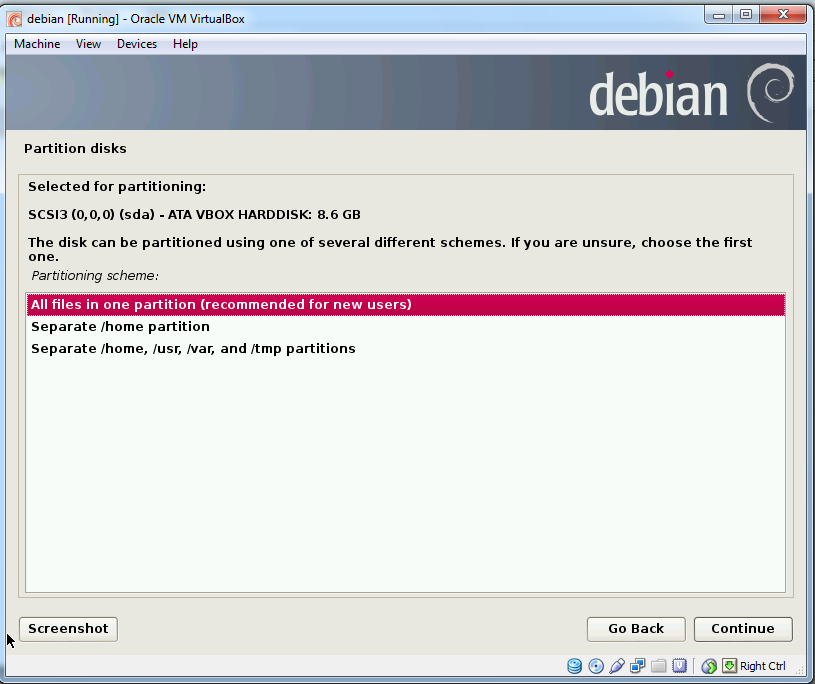 debian [Running] - Oracle VM VirtualBox
Machine View Devices Help
debian
Partition disks
Selected for partitioning:
SCSI3 (0,0,0) (sda) - ATA VBOX HARDDISK: 8.6 GB
The disk can be partitioned using one of several different schemes. If you are unsure, choose the first
one.
Partitioning scheme:
All files in one partition (recommended for new users)
Separate /home partition
Separate /home, /usr, /var, and /tmp partitions
Screenshot Go Back Continue
Right Ctrl